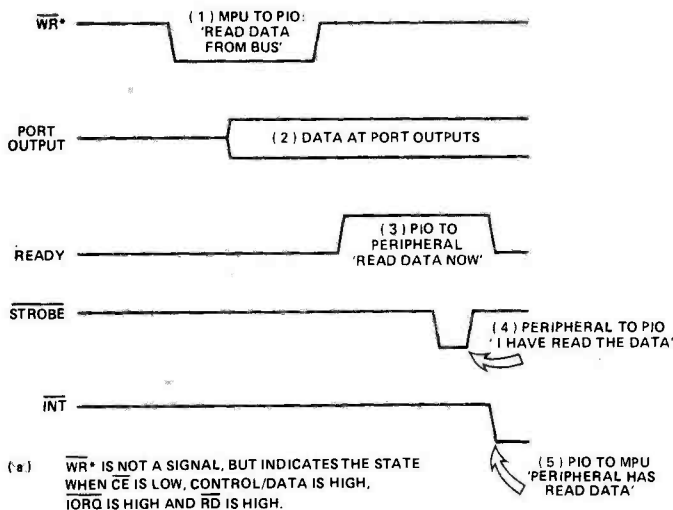 WR*
( 1 ) MPU TO PIO:
'READ DATA
FROM BUS'
PORT
OUTPUT
( 2 ) DATA AT PORT OUTPUTS
READY
( 3 ) PIO TO
PERIPHERAL
'READ DATA NOW'
STROBE
( 4 ) PERIPHERAL TO PIO
' I HAVE READ THE DATA'
INT
( 5 ) PIO TO MPU
'PERIPHERAL HAS
READ DATA'
(a) WR* IS NOT A SIGNAL, BUT INDICATES THE STATE
WHEN CE IS LOW, CONTROL/DATA IS HIGH,
IORQ IS HIGH AND RD IS HIGH.